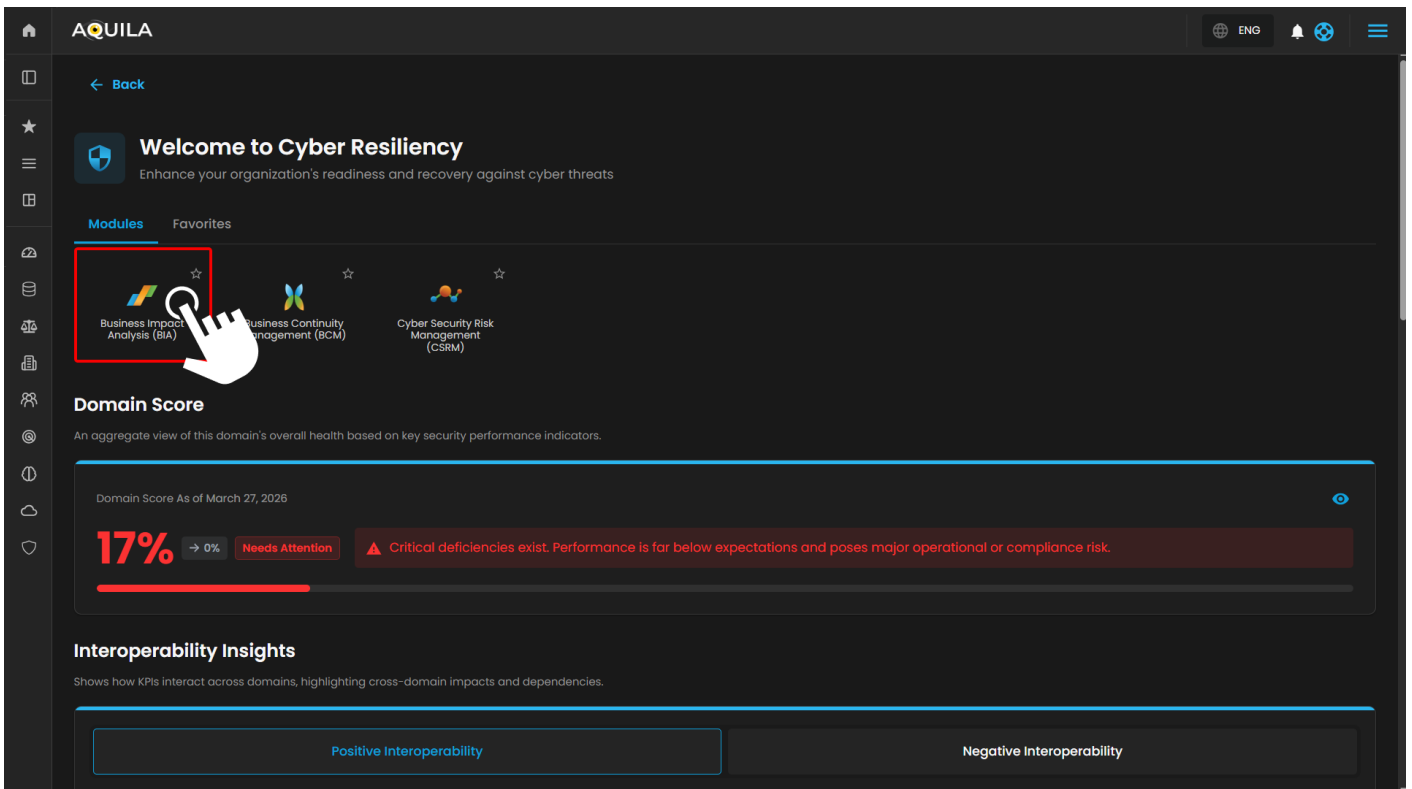 AQUILA
ENG
Back
Welcome to Cyber Resiliency
Enhance your organization's readiness and recovery against cyber threats
Modules
Favorites
Business Impact
Analysis (BIA)
Business Continuity
Management (BCM)
Cyber Security Risk
Management
(CSRM)
Domain Score
An aggregate view of this domain's overall health based on key security performance indicators.
Domain Score As of March 27, 2026
17%
→ 0%
Needs Attention
Critical deficiencies exist. Performance is far below expectations and poses major operational or compliance risk.
Interoperability Insights
Shows how KPIs interact across domains, highlighting cross-domain impacts and dependencies.
Positive Interoperability
Negative Interoperability